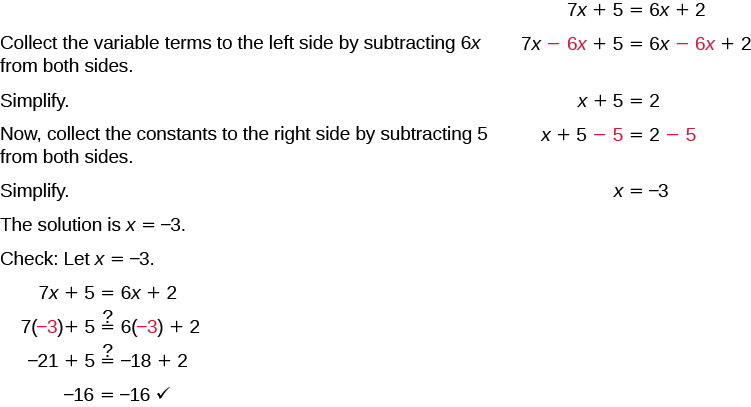 7x + 5 = 6x + 2
Collect the variable terms to the left side by subtracting 6x 7x − 6x + 5 = 6x − 6x + 2
from both sides.
Simplify. x + 5 = 2
Now, collect the constants to the right side by subtracting 5 x + 5 − 5 = 2 − 5
from both sides.
Simplify. x = −3
The solution is x = −3.
Check: Let x = −3.
7x + 5 = 6x + 2
7(−3)+ 5 ≟ 6(−3) + 2
−21 + 5 ≟ −18 + 2
−16 = −16 ✓